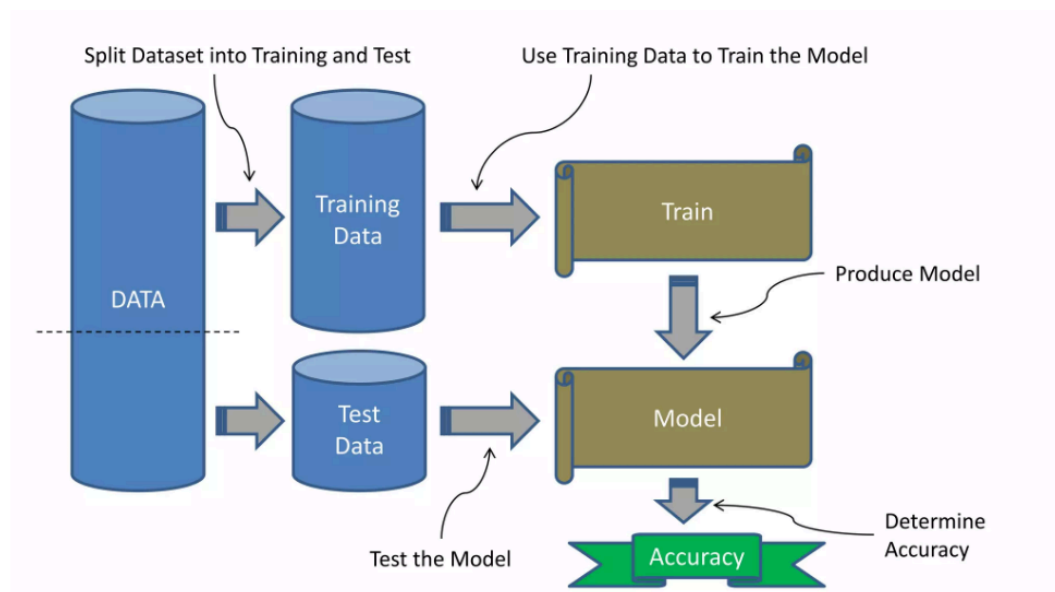 Split Dataset into Training and Test
Use Training Data to Train the Model
Training
Data
Train
Produce Model
DATA
Test
Data
Model
Test the Model
Determine
Accuracy
Accuracy